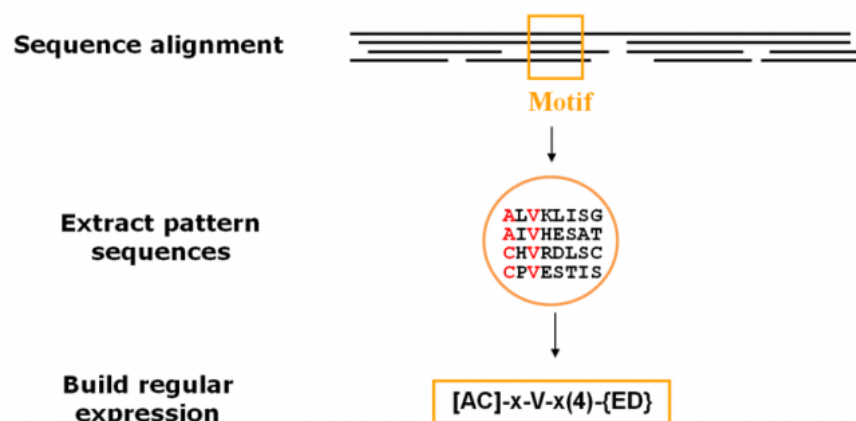 Sequence alignment
Motif
Extract pattern
sequences
ALVKLISG
AIVHESAT
CHVRDLSC
CPVESTIS
Build regular
expression
[AC]-x-V-x(4)-{ED}